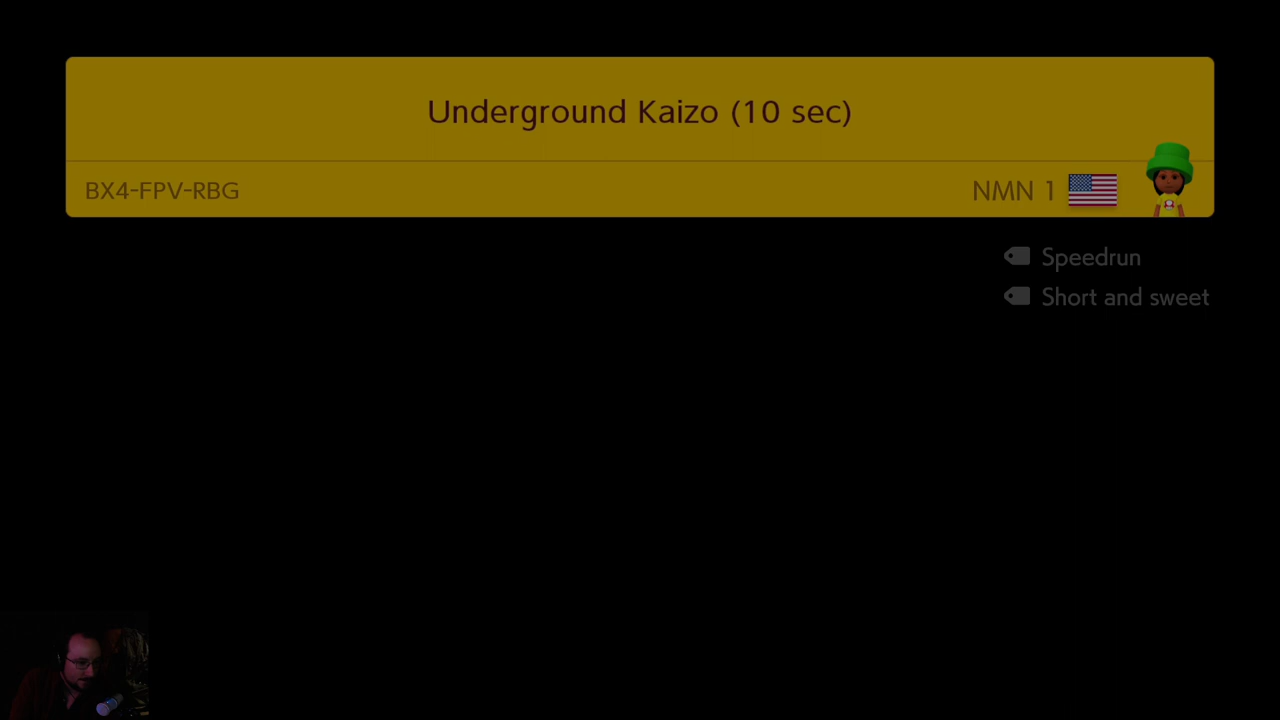 Underground Kaizo (10 sec)
BX4-FPV-RBG
NMN 1
Speedrun
Short and sweet